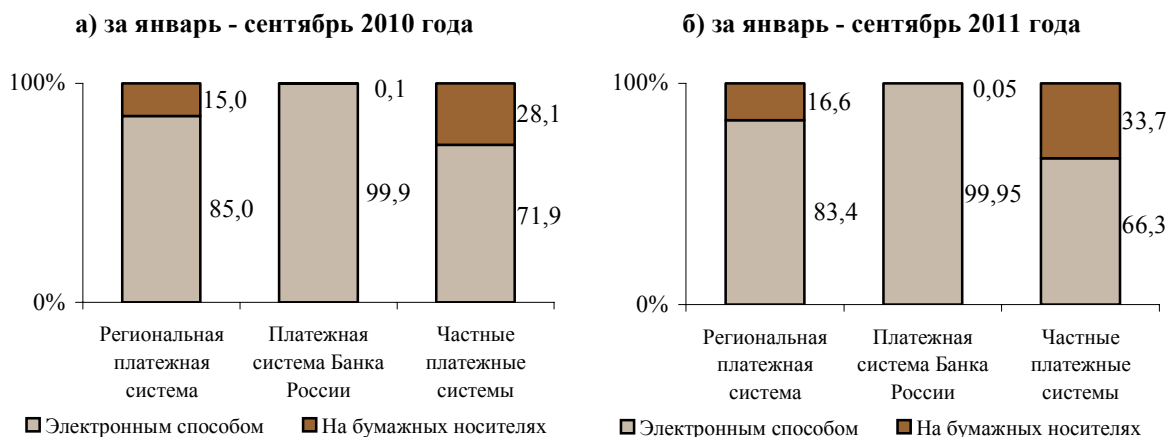 а) за январь - сентябрь 2010 года
100%
15,0
0,1
28,1
85,0
99,9
71,9
0%
Региональная
платежная
система
Платежная
система Банка
России
Частные
платежные
системы
Электронным способом
На бумажных носителях
б) за январь - сентябрь 2011 года
100%
16,6
0,05
33,7
83,4
99,95
66,3
0%
Региональная
платежная
система
Платежная
система Банка
России
Частные
платежные
системы
Электронным способом
На бумажных носителях